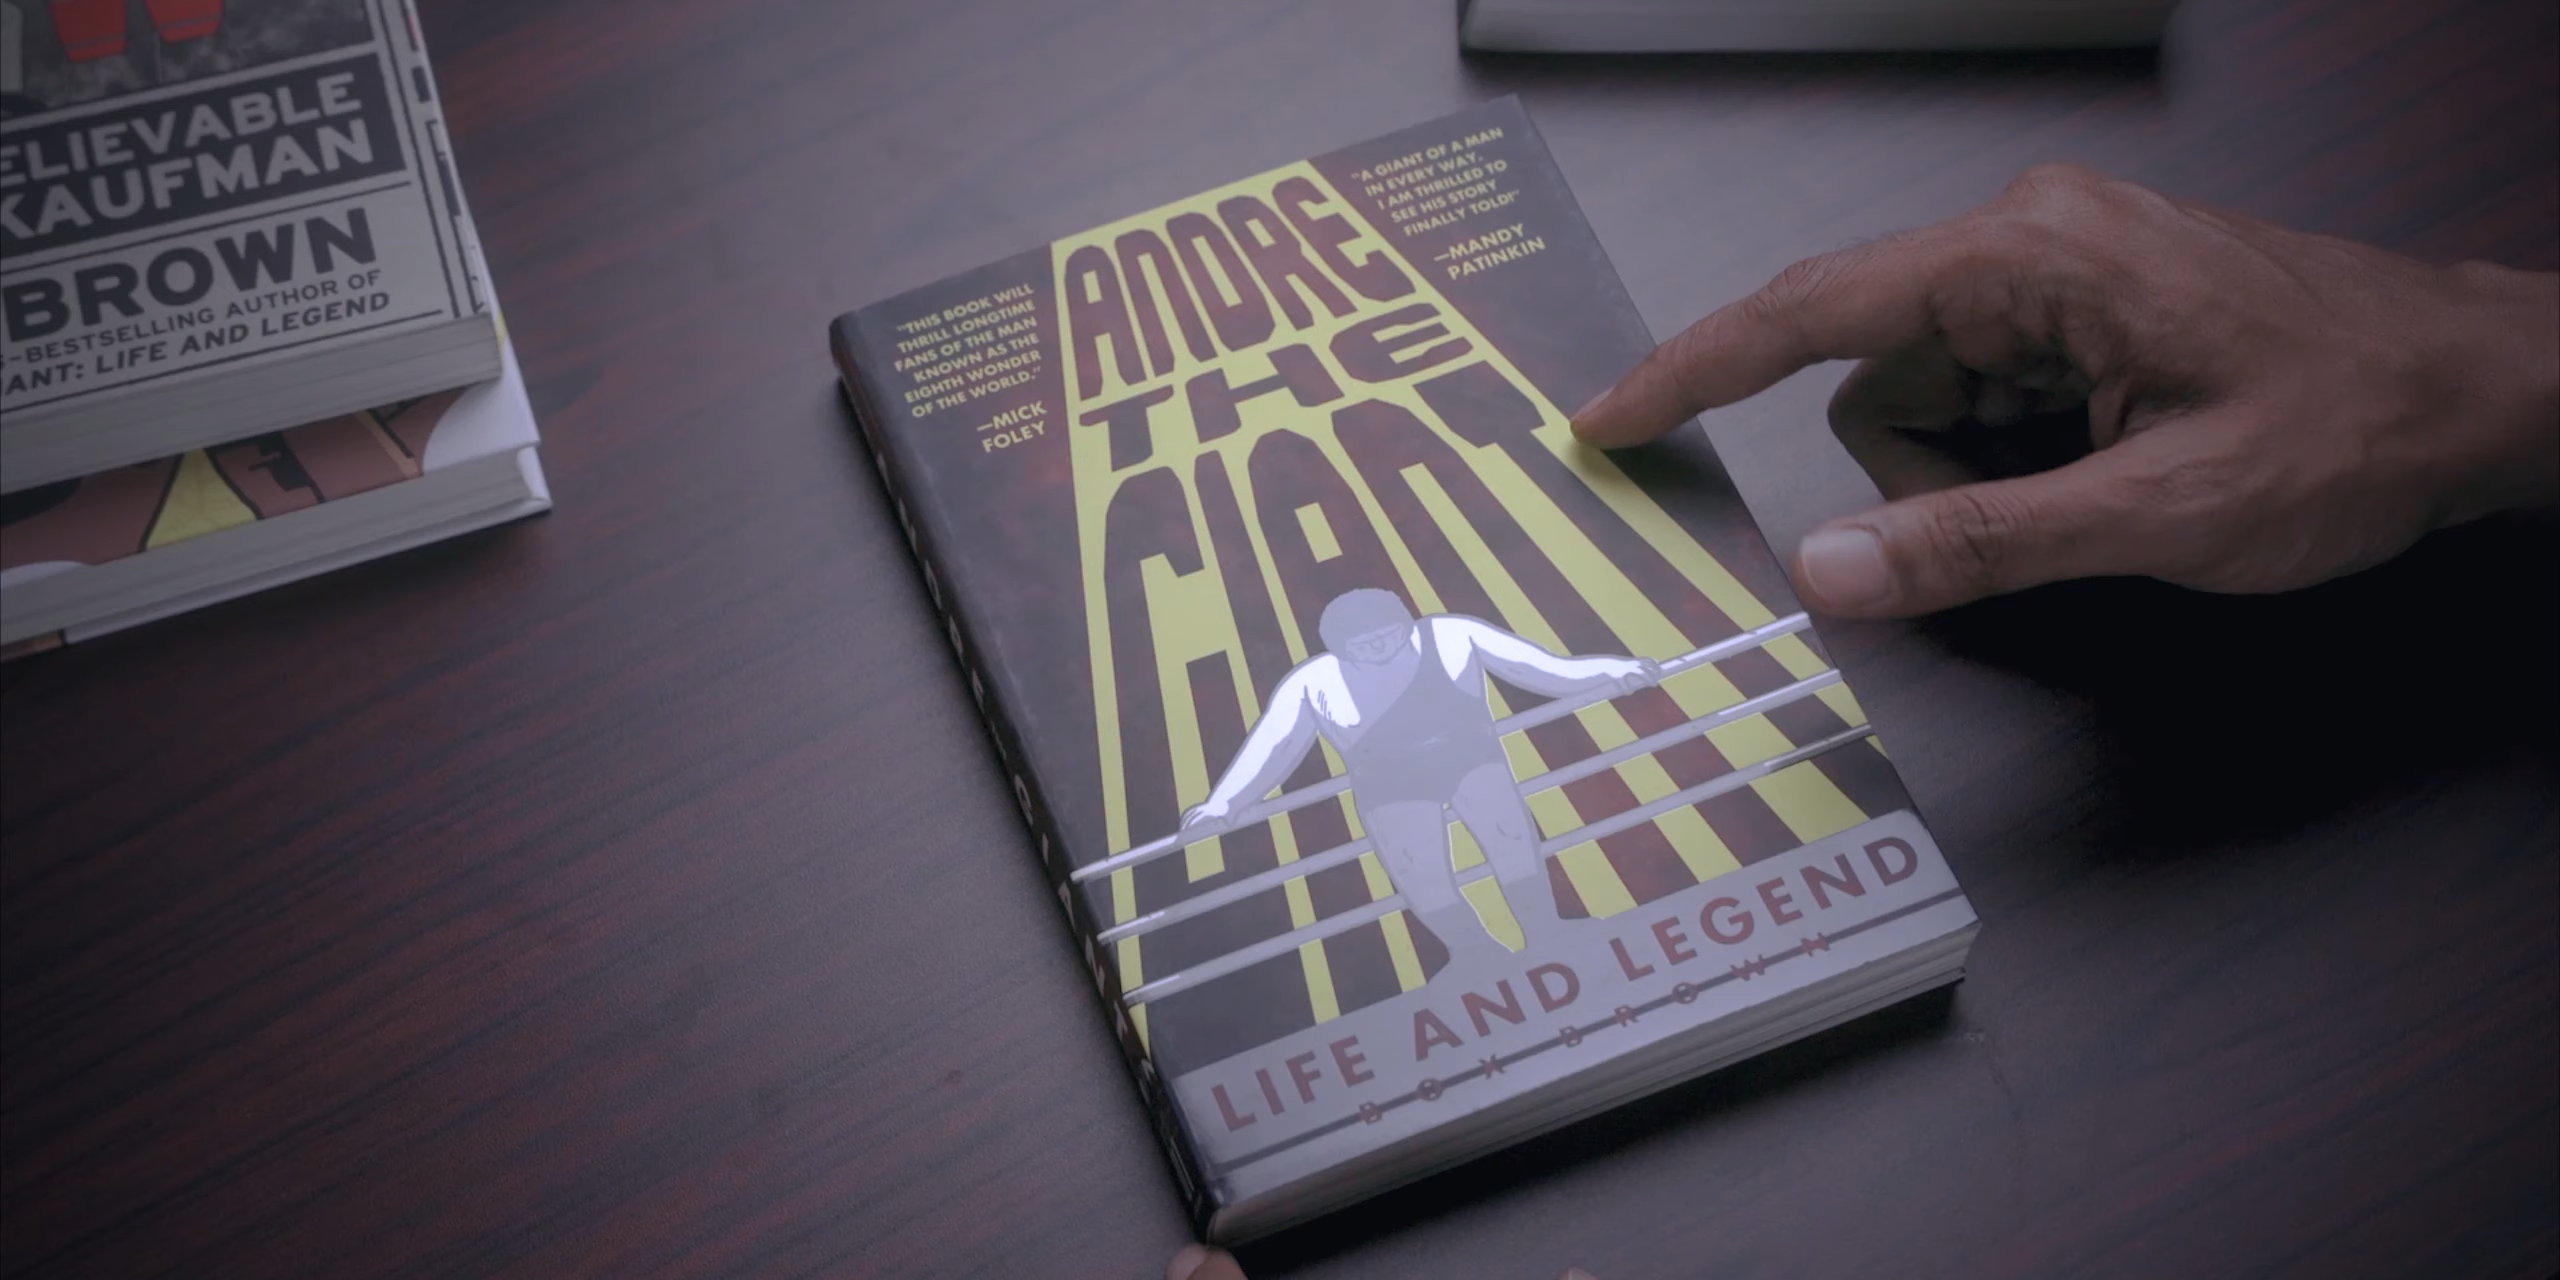 ELIEVABLE
KAUFMAN
BROWN
-BESTSELLING AUTHOR OF
IANT: LIFE AND LEGEND
"THIS BOOK WILL
THRILL LONGTIME
FANS OF THE MAN
KNOWN AS THE
EIGHTH WONDER
OF THE WORLD."
—MICK
FOLEY
ANDRE
THE
GIANT
"A GIANT OF A MAN
IN EVERY WAY.
I AM THRILLED TO
SEE HIS STORY
FINALLY TOLD!"
—MANDY
PATINKIN
LIFE AND LEGEND
BOX BROWN